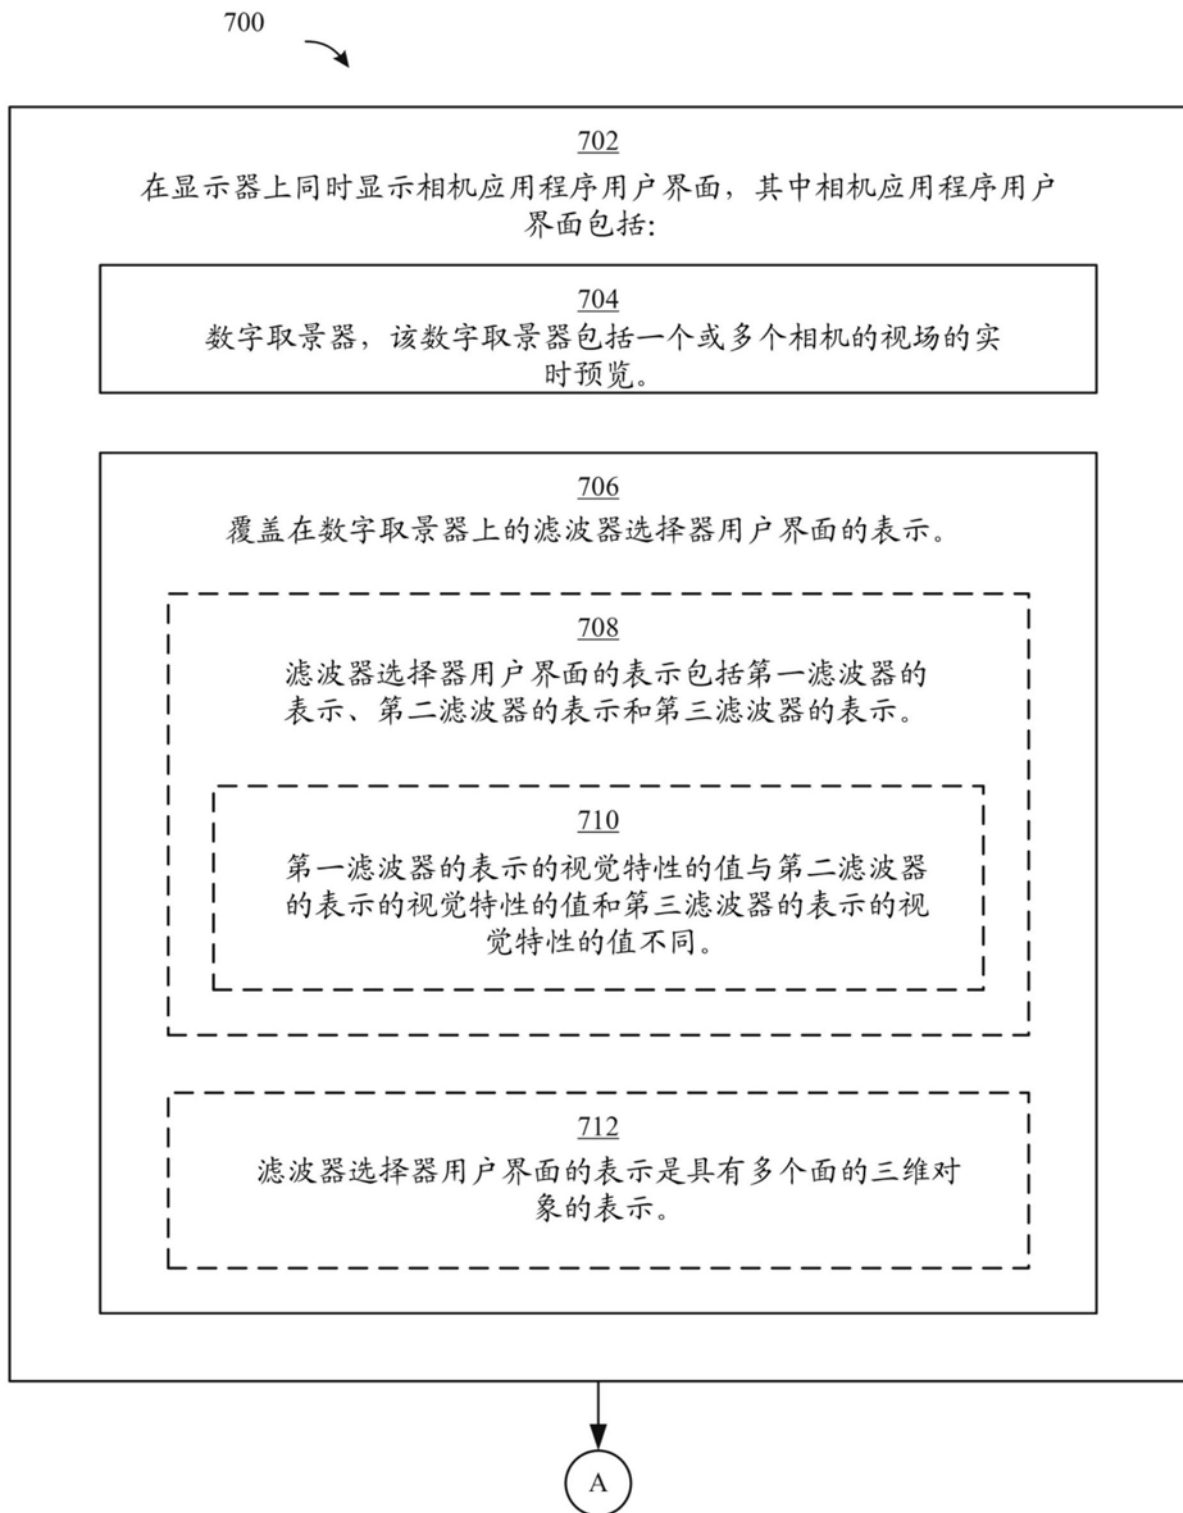 700
702
在显示器上同时显示相机应用程序用户界面，其中相机应用程序用户
界面包括：
704
数字取景器，该数字取景器包括一个或多个相机的视场的实
时预览。
706
覆盖在数字取景器上的滤波器选择器用户界面的表示。
708
滤波器选择器用户界面的表示包括第一滤波器的
表示、第二滤波器的表示和第三滤波器的表示。
710
第一滤波器的表示的视觉特性的值与第二滤波器
的表示的视觉特性的值和第三滤波器的表示的视
觉特性的值不同。
712
滤波器选择器用户界面的表示是具有多个面的三维对
象的表示。
A